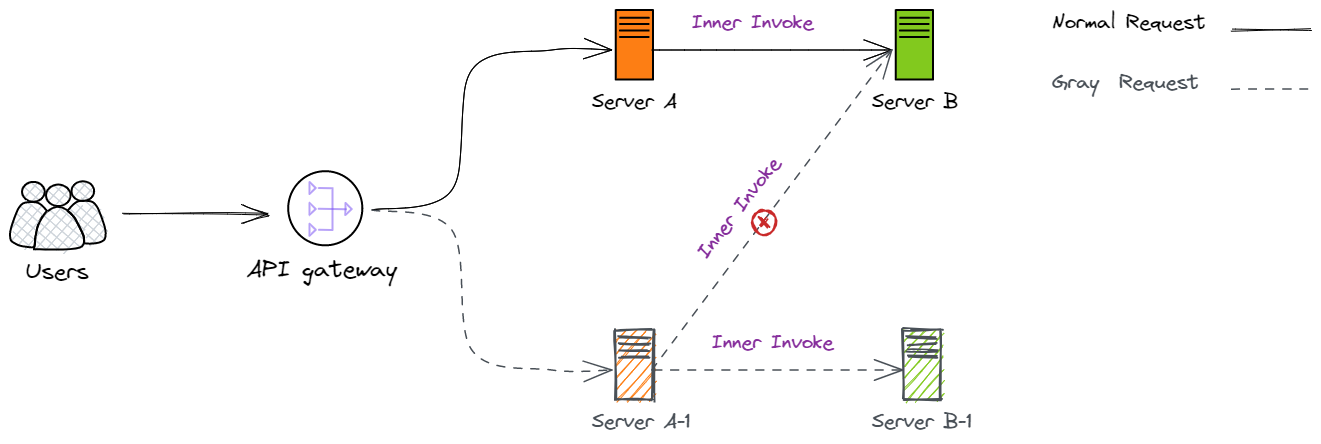 Inner Invoke
Normal Request
Gray Request
Server A
Server B
Inner Invoke
Users
API gateway
Inner Invoke
Server A-1
Server B-1